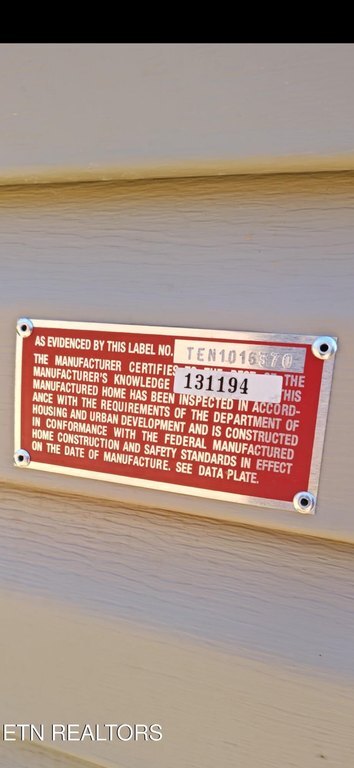 AS EVIDENCED BY THIS LABEL NO. TEN1016570
THE MANUFACTURER CERTIFIES TO THE BEST OF THE
MANUFACTURER'S KNOWLEDGE 131194 THIS
MANUFACTURED HOME HAS BEEN INSPECTED IN ACCORD-
ANCE WITH THE REQUIREMENTS OF THE DEPARTMENT OF
HOUSING AND URBAN DEVELOPMENT AND IS CONSTRUCTED
IN CONFORMANCE WITH THE FEDERAL MANUFACTURED
HOME CONSTRUCTION AND SAFETY STANDARDS IN EFFECT
ON THE DATE OF MANUFACTURE. SEE DATA PLATE.
ETN REALTORS